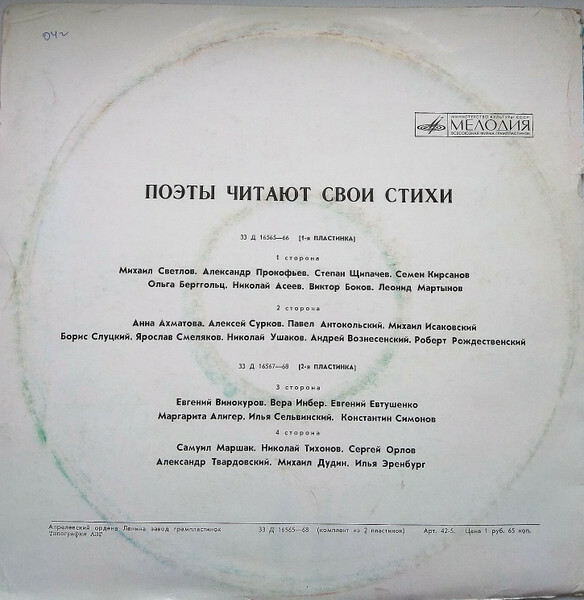 042
МИНИСТЕРСТВО КУЛЬТУРЫ СССР
МЕЛОДИЯ
ВСЕСОЮЗНАЯ ФИРМА ГРАМПЛАСТИНОК
ПОЭТЫ ЧИТАЮТ СВОИ СТИХИ
33 Д 16565—66 (1-я ПЛАСТИНКА)
1 сторона
Михаил Светлов. Александр Прокофьев. Степан Щипачев. Семен Кирсанов
Ольга Берггольц. Николай Асеев. Виктор Боков. Леонид Мартынов
2 сторона
Анна Ахматова. Алексей Сурков. Павел Антокольский. Михаил Исаковский
Борис Слуцкий. Ярослав Смеляков. Николай Ушаков. Андрей Вознесенский. Роберт Рождественский
33 Д 16567—68 (2-я ПЛАСТИНКА)
3 сторона
Евгений Винокуров. Вера Инбер. Евгений Евтушенко
Маргарита Алигер. Илья Сельвинский. Константин Симонов
4 сторона
Самуил Маршак. Николай Тихонов. Сергей Орлов
Александр Твардовский. Михаил Дудин. Илья Эренбург
Апрелевский ордена Ленина завод грампластинок 33 Д 16565—68 (комплект из 2 пластинок) Арт. 42-5. Цена 1 руб. 65 коп.
Типография АЗГ